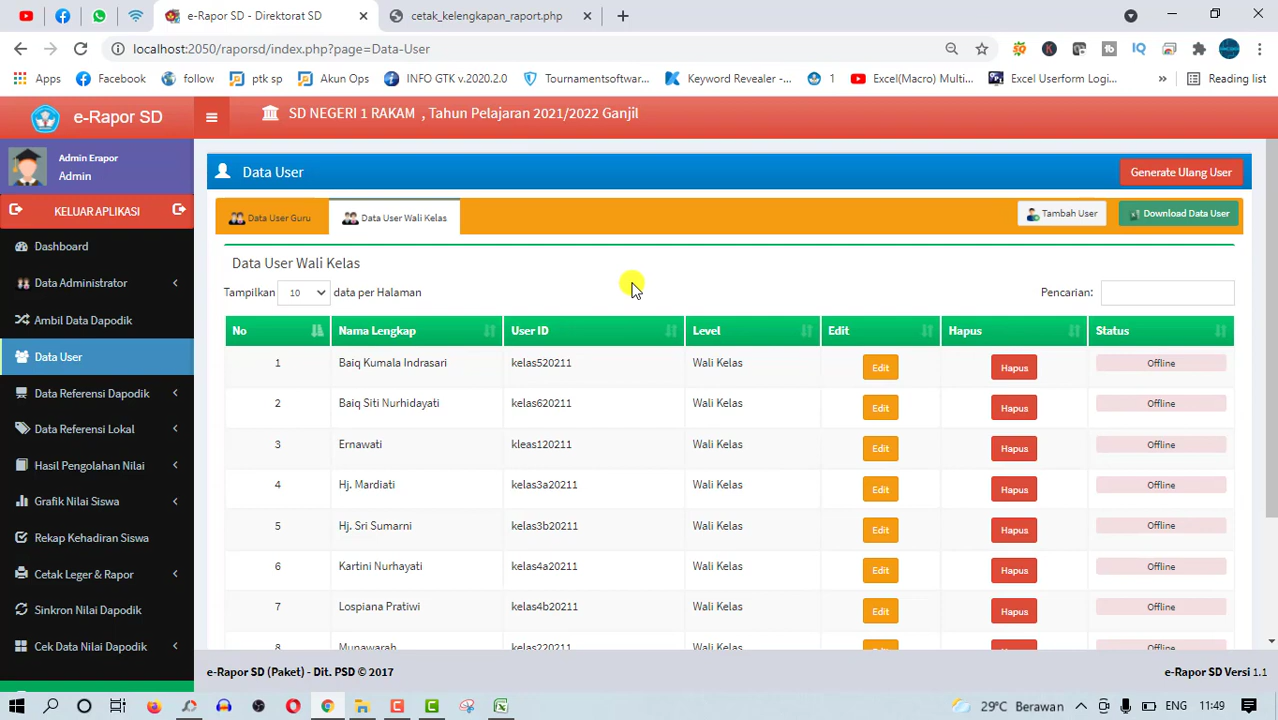 e-Rapor SD - Direktorat SD
cetak_kelengkapan_raport.php
localhost:2050/raporsd/index.php?page=Data-User
Apps Facebook follow ptk sp Akun Ops INFO GTK v.2020.2 Tournamentsoftwar... Keyword Revealer -... 1 Excel(Macro) Multi... Excel Userform Logi... » Reading list
e-Rapor SD
SD NEGERI 1 RAKAM , Tahun Pelajaran 2021/2022 Ganjil
Admin Erapor
Admin
KELUAR APLIKASI
Dashboard
Data Administrator
Ambil Data Dapodik
Data User
Data Referensi Dapodik
Data Referensi Lokal
Hasil Pengolahan Nilai
Grafik Nilai Siswa
Rekap Kehadiran Siswa
Cetak Leger & Rapor
Sinkron Nilai Dapodik
Cek Data Nilai Dapodik
Data User
Generate Ulang User
Data User Guru
Data User Wali Kelas
Tambah User
Download Data User
Data User Wali Kelas
Tampilkan 10 data per Halaman
Pencarian:
No Nama Lengkap User ID Level Edit Hapus Status
1 Baiq Kumala Indrasari kelas520211 Wali Kelas Edit Hapus Offline
2 Baiq Siti Nurhidayati kelas620211 Wali Kelas Edit Hapus Offline
3 Ernawati kleas120211 Wali Kelas Edit Hapus Offline
4 Hj. Mardiati kelas3a20211 Wali Kelas Edit Hapus Offline
5 Hj. Sri Sumarni kelas3b20211 Wali Kelas Edit Hapus Offline
6 Kartini Nurhayati kelas4a20211 Wali Kelas Edit Hapus Offline
7 Lospiana Pratiwi kelas4b20211 Wali Kelas Edit Hapus Offline
8 Munawarah kelas220211 Wali Kelas Edit Hapus Offline
e-Rapor SD (Paket) - Dit. PSD © 2017
e-Rapor SD Versi 1.1
29°C Berawan ENG 11:49